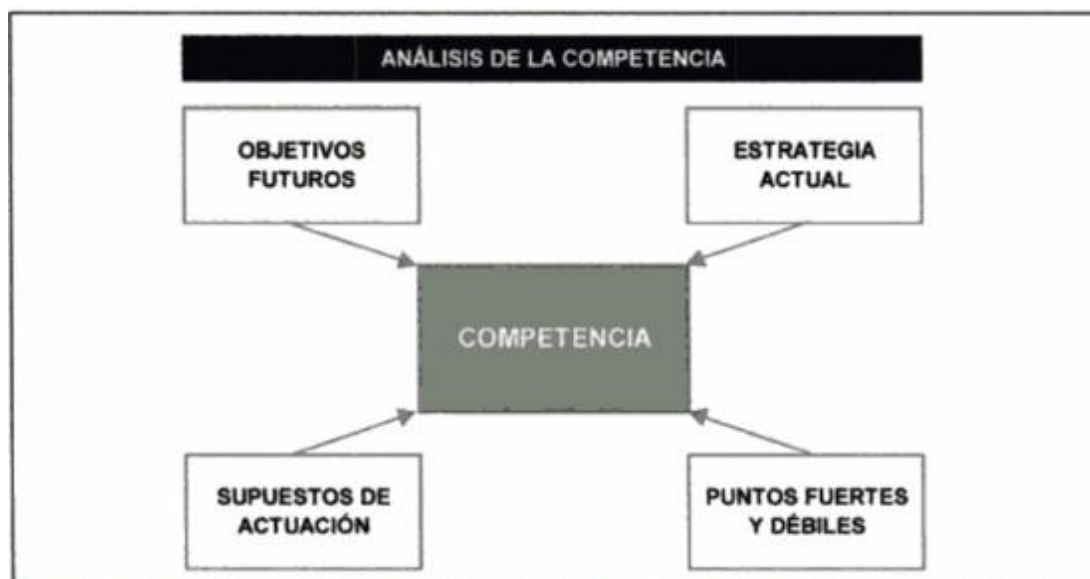 ANÁLISIS DE LA COMPETENCIA
OBJETIVOS
FUTUROS
ESTRATEGIA
ACTUAL
COMPETENCIA
SUPUESTOS DE
ACTUACIÓN
PUNTOS FUERTES
Y DÉBILES